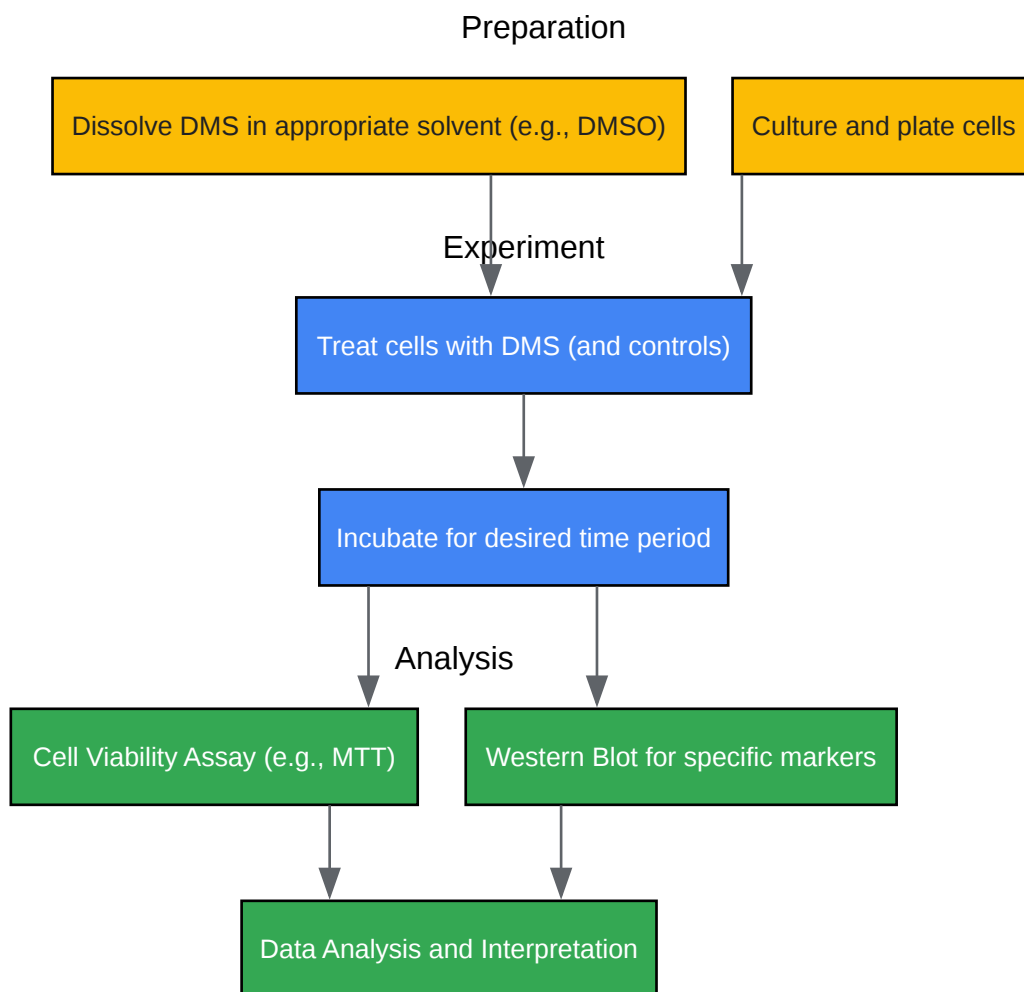 Preparation
Dissolve DMS in appropriate solvent (e.g., DMSO)
Culture and plate cells
Experiment
Treat cells with DMS (and controls)
Incubate for desired time period
Analysis
Cell Viability Assay (e.g., MTT)
Western Blot for specific markers
Data Analysis and Interpretation